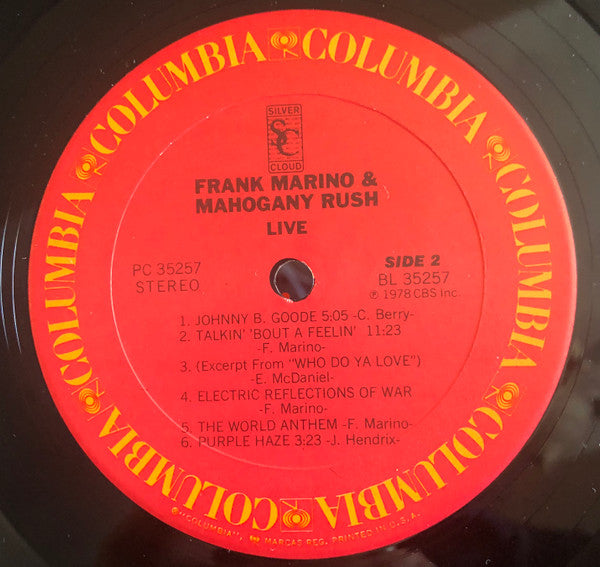 COLUMBIA COLUMBIA COLUMBIA COLUMBIA COLUMBIA COLUMBIA COLUMBIA COLUMBIA
SILVER
SC
CLOUD
FRANK MARINO &
MAHOGANY RUSH
LIVE
PC 35257
STEREO
SIDE 2
BL 35257
℗ 1978 CBS Inc.
1. JOHNNY B. GOODE 5:05 -C. Berry-
2. TALKIN' 'BOUT A FEELIN' 11:23
-F. Marino-
3. (Excerpt From "WHO DO YA LOVE")
-E. McDaniel-
4. ELECTRIC REFLECTIONS OF WAR
-F. Marino-
5. THE WORLD ANTHEM -F. Marino-
6. PURPLE HAZE 3:23 -J. Hendrix-
® "COLUMBIA", MARCAS REG. PRINTED IN U.S.A.